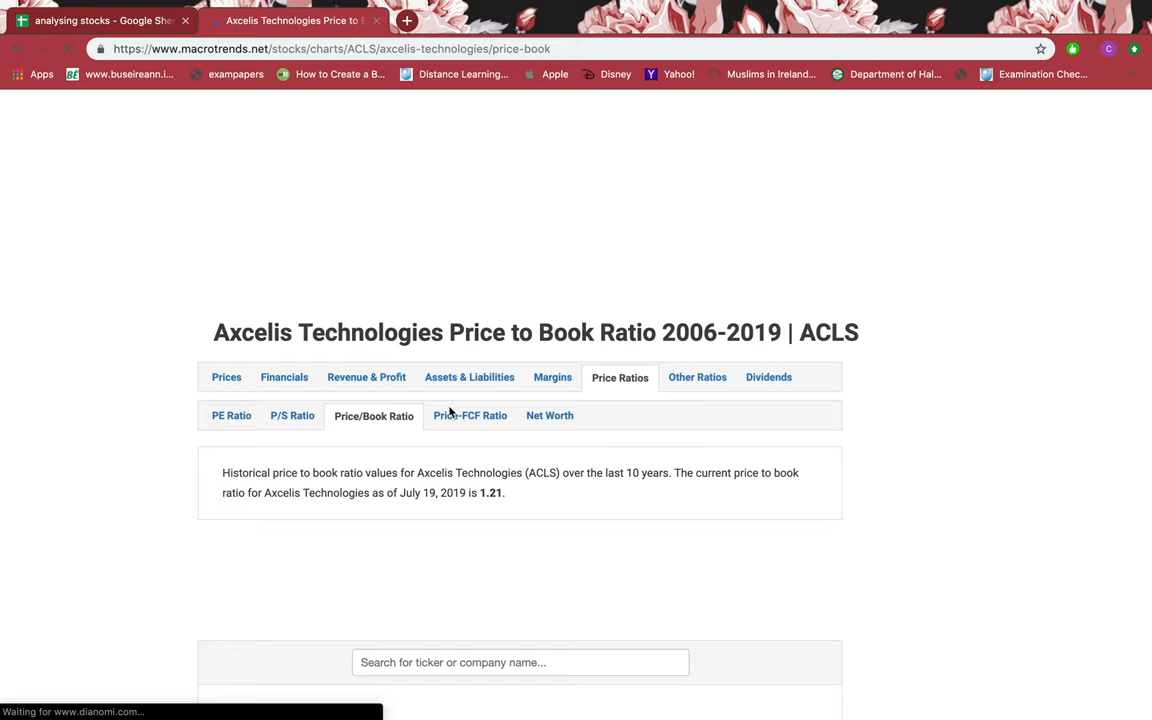 analysing stocks - Google She
Axcelis Technologies Price to
https://www.macrotrends.net/stocks/charts/ACLS/axcelis-technologies/price-book
C
Apps
BÉ www.buseireann.i...
exampapers
How to Create a B...
Distance Learning...
Apple
Disney
Y Yahoo!
Muslims in Ireland...
Department of Hal...
Examination Chec...
Axcelis Technologies Price to Book Ratio 2006-2019 | ACLS
Prices Financials Revenue & Profit Assets & Liabilities Margins Price Ratios Other Ratios Dividends
PE Ratio P/S Ratio Price/Book Ratio Price-FCF Ratio Net Worth
Historical price to book ratio values for Axcelis Technologies (ACLS) over the last 10 years. The current price to book
ratio for Axcelis Technologies as of July 19, 2019 is 1.21.
Search for ticker or company name...
Waiting for www.dianomi.com...